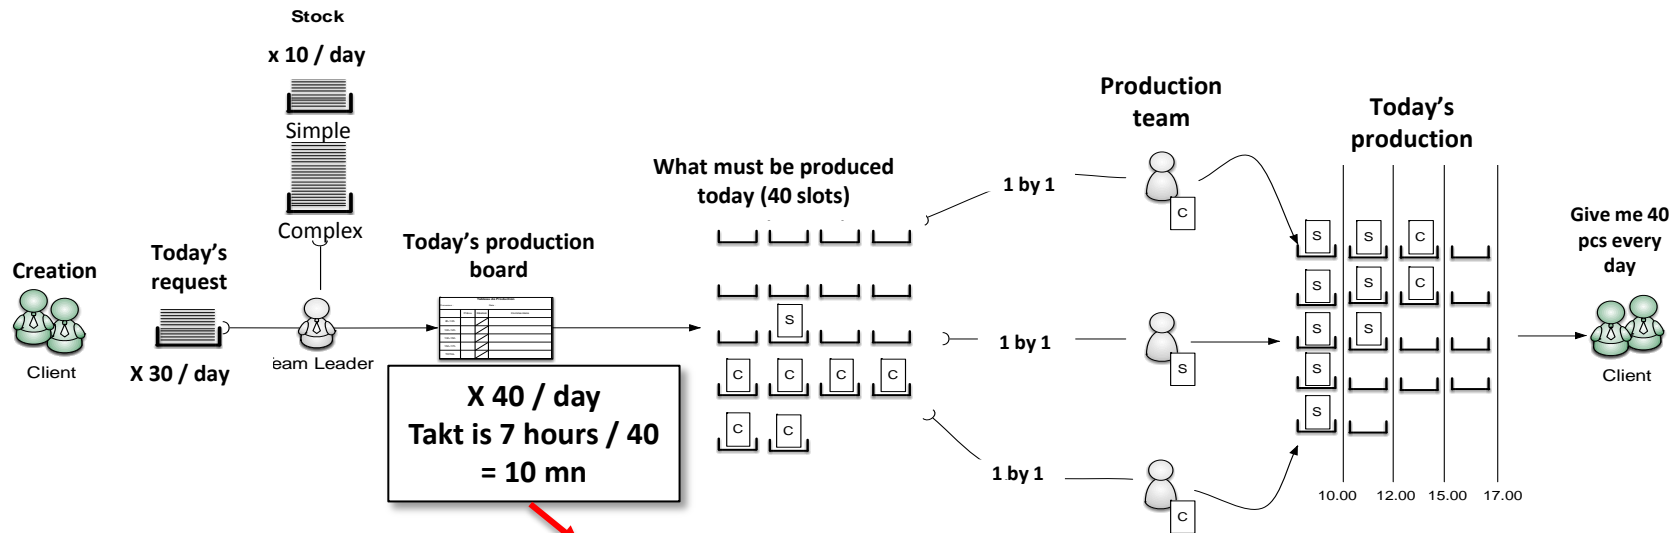 Stock
x 10 / day
Simple
Complex
Creation
Client
Today's
request
X 30 / day
eam Leader
Today's production
board
X 40 / day
Takt is 7 hours / 40
= 10 mn
What must be produced
today (40 slots)
S
C C C C
C C
1 by 1
1 by 1
1 by 1
Production
team
C
S
C
Today's
production
S S C
S S C
S S
S
S
10.00 12.00 15.00 17.00
Give me 40
pcs every
day
Client